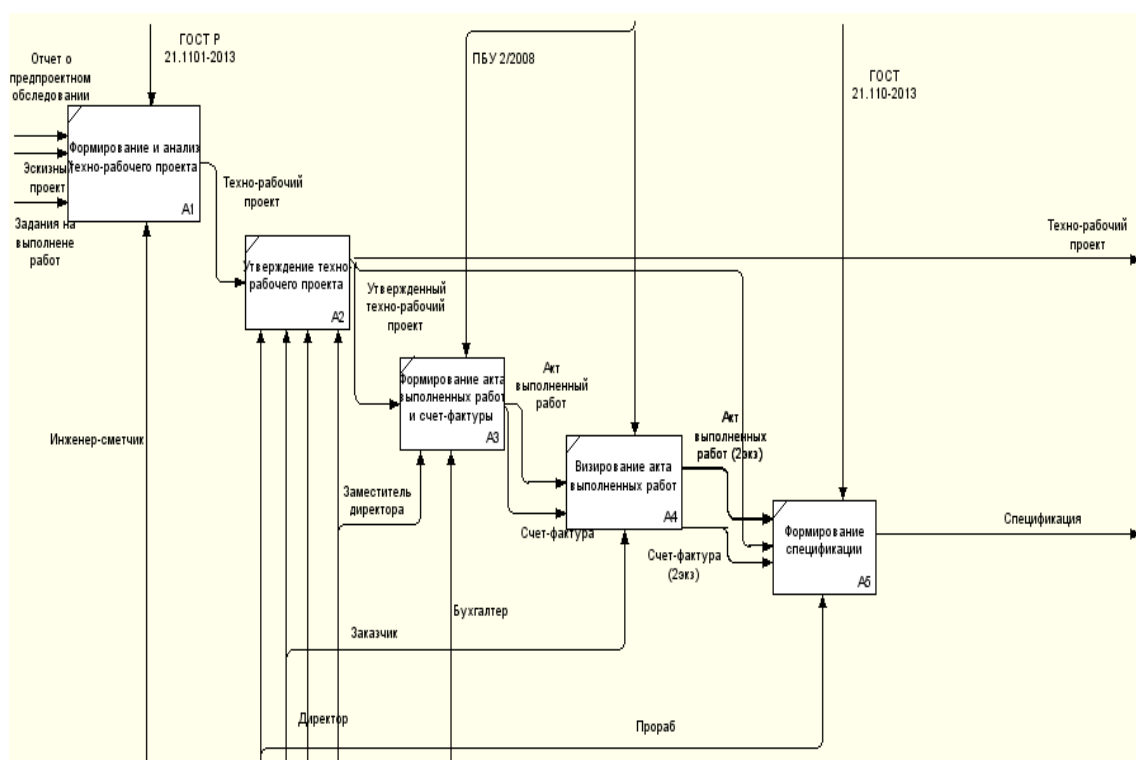 ГОСТ Р
21.1101-2013
Отчет о
предпроектном
обследовании
ПБУ 2/2008
ГОСТ
21.110-2013
Формирование и анализ
техно-рабочего проекта
A1
Эскизный
проект
Задания на
выполнене
работ
Техно-рабочий
проект
Техно-рабочий
проект
Утверждение техно-
рабочего проекта
A2
Утвержденный
техно-рабочий
проект
Формирование акта
выполненных работ
и счет-фактуры
A3
Акт
выполненный
работ
Инженер-сметчик
Акт
выполненных
работ (2экз)
Визирование акта
выполненных работ
A4
Заместитель
директора
Счет-фактура
Формирование
спецификации
A5
Спецификация
Счет-фактура
(2экз)
Бухгалтер
Заказчик
Директор
Прораб